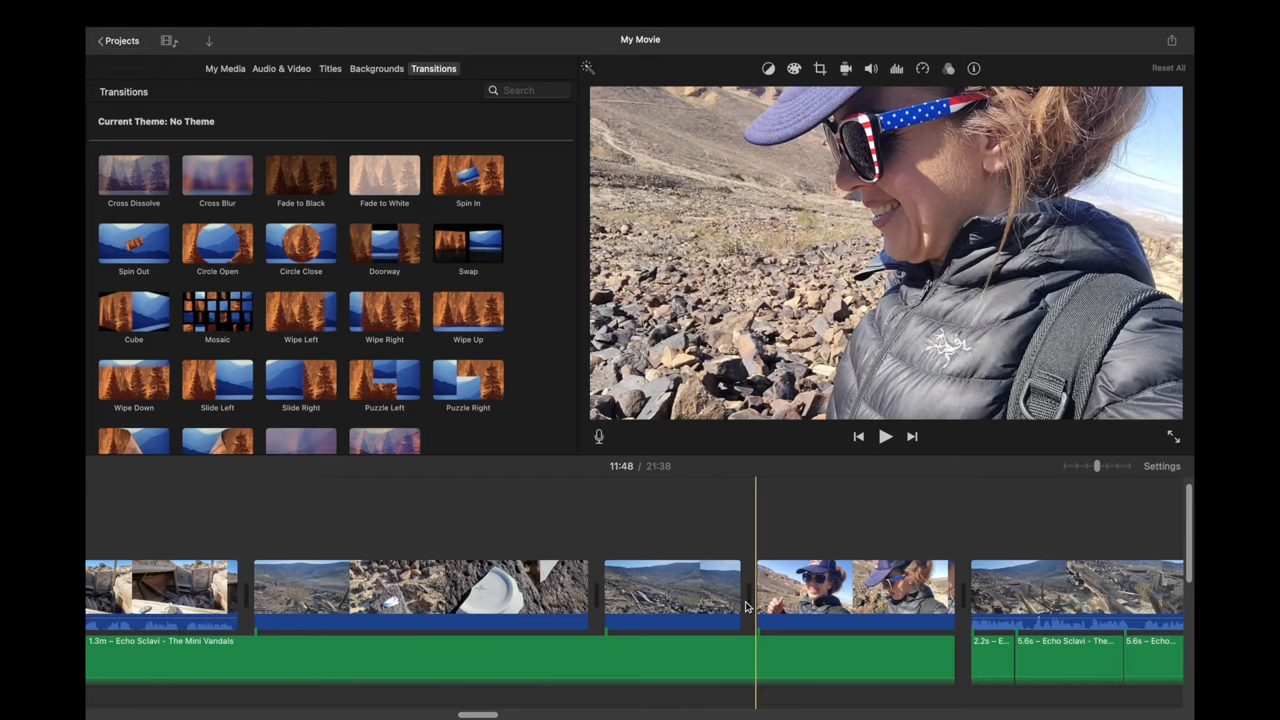 Projects
My Movie
My Media Audio & Video Titles Backgrounds Transitions
Reset All
Transitions
Search
Current Theme: No Theme
Cross Dissolve Cross Blur Fade to Black Fade to White Spin In
Spin Out Circle Open Circle Close Doorway Swap
Cube Mosaic Wipe Left Wipe Right Wipe Up
Wipe Down Slide Left Slide Right Puzzle Left Puzzle Right
11:48 / 21:38
Settings
1.3m – Echo Sclavi - The Mini Vandals
2.2s – E...
5.6s – Echo Sclavi - The...
5.6s – Echo...